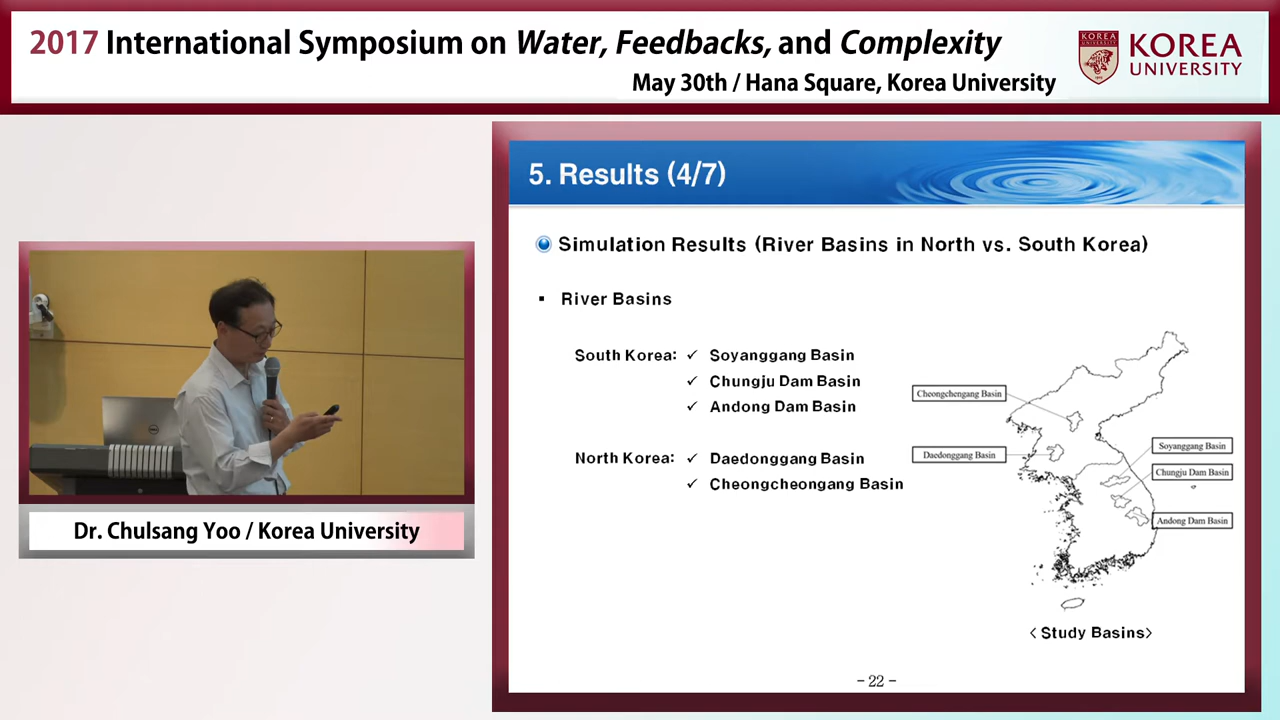 2017 International Symposium on Water, Feedbacks, and Complexity
May 30th / Hana Square, Korea University
KOREA
UNIVERSITY
5. Results (4/7)
Simulation Results (River Basins in North vs. South Korea)
▪ River Basins
South Korea: ✓ Soyanggang Basin
✓ Chungju Dam Basin
✓ Andong Dam Basin
North Korea: ✓ Daedonggang Basin
✓ Cheongcheongang Basin
Cheongchengang Basin
Daedonggang Basin
Soyanggang Basin
Chungju Dam Basin
Andong Dam Basin
< Study Basins>
- 22 -
DELL
Dr. Chulsang Yoo / Korea University